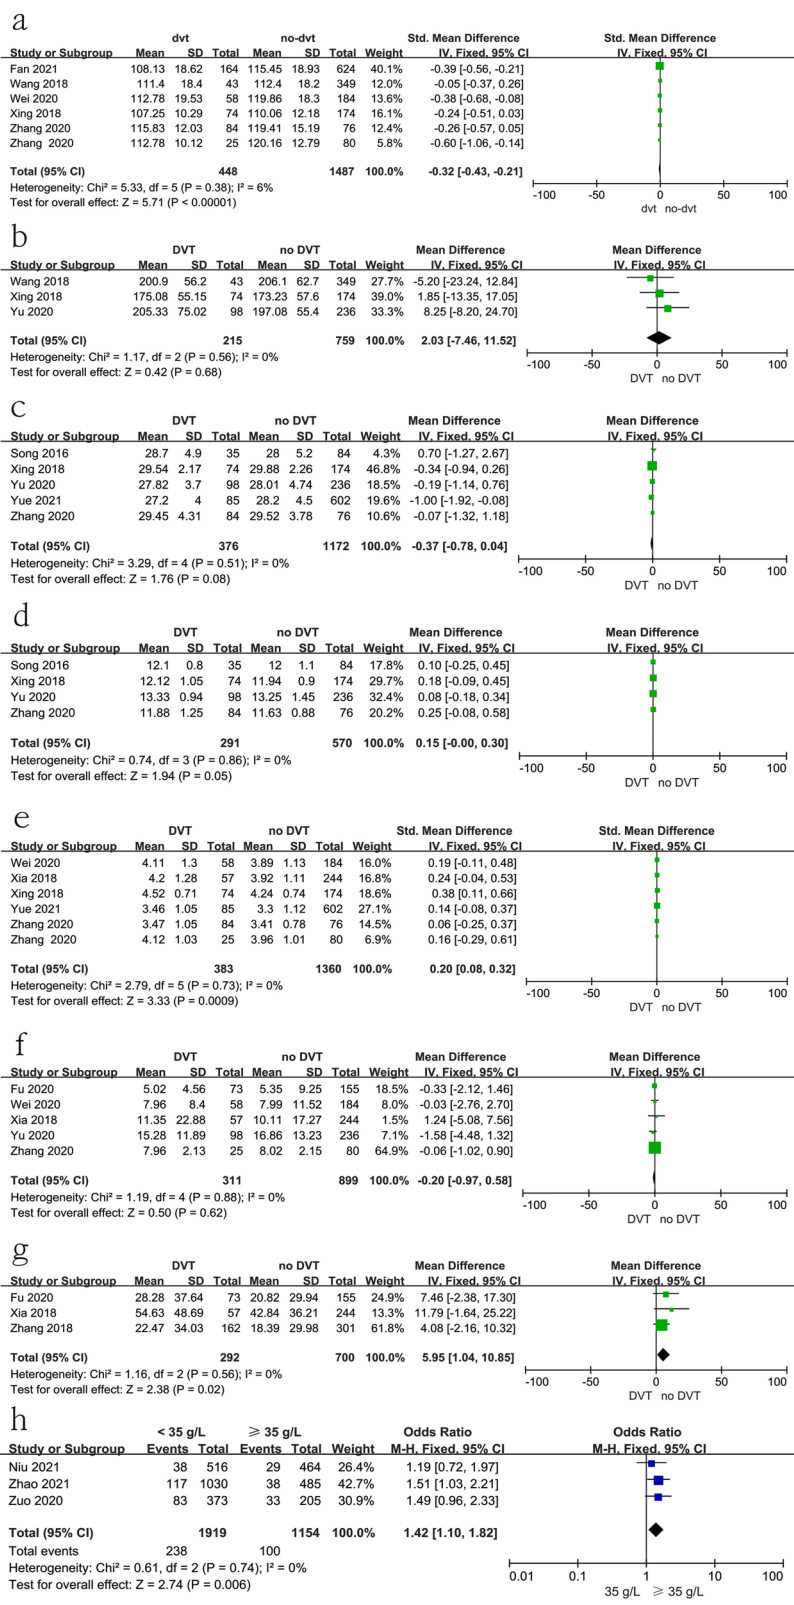 a
dvt no-dvt Std. Mean Difference Std. Mean Difference
Study or Subgroup Mean SD Total Mean SD Total Weight IV, Fixed, 95% CI IV, Fixed, 95% CI
Fan 2021 108.13 18.62 164 115.45 18.93 624 40.1% -0.39 [-0.56, -0.21]
Wang 2018 111.4 18.4 43 112.4 18.2 349 12.0% -0.05 [-0.37, 0.26]
Wei 2020 112.78 19.53 58 119.86 18.3 184 13.6% -0.38 [-0.68, -0.08]
Xing 2018 107.25 10.29 74 110.06 12.18 174 16.1% -0.24 [-0.51, 0.03]
Zhang 2020 115.83 12.03 84 119.41 15.19 76 12.4% -0.26 [-0.57, 0.05]
Zhang 2020 112.78 10.12 25 120.16 12.79 80 5.8% -0.60 [-1.06, -0.14]
Total (95% CI) 448 1487 100.0% -0.32 [-0.43, -0.21]
Heterogeneity: Chi² = 5.33, df = 5 (P = 0.38); I² = 6%
Test for overall effect: Z = 5.71 (P < 0.00001)
-100 -50 0 50 100
dvt no-dvt
b
DVT no DVT Mean Difference Mean Difference
Study or Subgroup Mean SD Total Mean SD Total Weight IV, Fixed, 95% CI IV, Fixed, 95% CI
Wang 2018 200.9 56.2 43 206.1 62.7 349 27.7% -5.20 [-23.24, 12.84]
Xing 2018 175.08 55.15 74 173.23 57.6 174 39.0% 1.85 [-13.35, 17.05]
Yu 2020 205.33 75.02 98 197.08 55.4 236 33.3% 8.25 [-8.20, 24.70]
Total (95% CI) 215 759 100.0% 2.03 [-7.46, 11.52]
Heterogeneity: Chi² = 1.17, df = 2 (P = 0.56); I² = 0%
Test for overall effect: Z = 0.42 (P = 0.68)
-100 -50 0 50 100
DVT no DVT
c
DVT no DVT Mean Difference Mean Difference
Study or Subgroup Mean SD Total Mean SD Total Weight IV, Fixed, 95% CI IV, Fixed, 95% CI
Song 2016 28.7 4.9 35 28 5.2 84 4.3% 0.70 [-1.27, 2.67]
Xing 2018 29.54 2.17 74 29.88 2.26 174 46.8% -0.34 [-0.94, 0.26]
Yu 2020 27.82 3.7 98 28.01 4.74 236 18.5% -0.19 [-1.14, 0.76]
Yue 2021 27.2 4 85 28.2 4.5 602 19.6% -1.00 [-1.92, -0.08]
Zhang 2020 29.45 4.31 84 29.52 3.78 76 10.6% -0.07 [-1.32, 1.18]
Total (95% CI) 376 1172 100.0% -0.37 [-0.78, 0.04]
Heterogeneity: Chi² = 3.29, df = 4 (P = 0.51); I² = 0%
Test for overall effect: Z = 1.76 (P = 0.08)
-100 -50 0 50 100
DVT no DVT
d
DVT no DVT Mean Difference Mean Difference
Study or Subgroup Mean SD Total Mean SD Total Weight IV, Fixed, 95% CI IV, Fixed, 95% CI
Song 2016 12.1 0.8 35 12 1.1 84 17.8% 0.10 [-0.25, 0.45]
Xing 2018 12.12 1.05 74 11.94 0.9 174 29.7% 0.18 [-0.09, 0.45]
Yu 2020 13.33 0.94 98 13.25 1.45 236 32.4% 0.08 [-0.18, 0.34]
Zhang 2020 11.88 1.25 84 11.63 0.88 76 20.2% 0.25 [-0.08, 0.58]
Total (95% CI) 291 570 100.0% 0.15 [-0.00, 0.30]
Heterogeneity: Chi² = 0.74, df = 3 (P = 0.86); I² = 0%
Test for overall effect: Z = 1.94 (P = 0.05)
-100 -50 0 50 100
DVT no DVT
e
DVT no DVT Std. Mean Difference Std. Mean Difference
Study or Subgroup Mean SD Total Mean SD Total Weight IV, Fixed, 95% CI IV, Fixed, 95% CI
Wei 2020 4.11 1.3 58 3.89 1.13 184 16.0% 0.19 [-0.11, 0.48]
Xia 2018 4.2 1.28 57 3.92 1.11 244 16.8% 0.24 [-0.04, 0.53]
Xing 2018 4.52 0.71 74 4.24 0.74 174 18.6% 0.38 [0.11, 0.66]
Yue 2021 3.46 1.05 85 3.3 1.12 602 27.1% 0.14 [-0.08, 0.37]
Zhang 2020 3.47 1.05 84 3.41 0.78 76 14.5% 0.06 [-0.25, 0.37]
Zhang 2020 4.12 1.03 25 3.96 1.01 80 6.9% 0.16 [-0.29, 0.61]
Total (95% CI) 383 1360 100.0% 0.20 [0.08, 0.32]
Heterogeneity: Chi² = 2.79, df = 5 (P = 0.73); I² = 0%
Test for overall effect: Z = 3.33 (P = 0.0009)
-100 -50 0 50 100
DVT no DVT
f
DVT no DVT Mean Difference Mean Difference
Study or Subgroup Mean SD Total Mean SD Total Weight IV, Fixed, 95% CI IV, Fixed, 95% CI
Fu 2020 5.02 4.56 73 5.35 9.25 155 18.5% -0.33 [-2.12, 1.46]
Wei 2020 7.96 8.4 58 7.99 11.52 184 8.0% -0.03 [-2.76, 2.70]
Xia 2018 11.35 22.88 57 10.11 17.27 244 1.5% 1.24 [-5.08, 7.56]
Yu 2020 15.28 11.89 98 16.86 13.23 236 7.1% -1.58 [-4.48, 1.32]
Zhang 2020 7.96 2.13 25 8.02 2.15 80 64.9% -0.06 [-1.02, 0.90]
Total (95% CI) 311 899 100.0% -0.20 [-0.97, 0.58]
Heterogeneity: Chi² = 1.19, df = 4 (P = 0.88); I² = 0%
Test for overall effect: Z = 0.50 (P = 0.62)
-100 -50 0 50 100
DVT no DVT
g
DVT no DVT Mean Difference Mean Difference
Study or Subgroup Mean SD Total Mean SD Total Weight IV, Fixed, 95% CI IV, Fixed, 95% CI
Fu 2020 28.28 37.64 73 20.82 29.94 155 24.9% 7.46 [-2.38, 17.30]
Xia 2018 54.63 48.69 57 42.84 36.21 244 13.3% 11.79 [-1.64, 25.22]
Zhang 2018 22.47 34.03 162 18.39 29.98 301 61.8% 4.08 [-2.16, 10.32]
Total (95% CI) 292 700 100.0% 5.95 [1.04, 10.85]
Heterogeneity: Chi² = 1.16, df = 2 (P = 0.56); I² = 0%
Test for overall effect: Z = 2.38 (P = 0.02)
-100 -50 0 50 100
DVT no DVT
h
< 35 g/L ≥ 35 g/L Odds Ratio Odds Ratio
Study or Subgroup Events Total Events Total Weight M-H, Fixed, 95% CI M-H, Fixed, 95% CI
Niu 2021 38 516 29 464 26.4% 1.19 [0.72, 1.97]
Zhao 2021 117 1030 38 485 42.7% 1.51 [1.03, 2.21]
Zuo 2020 83 373 33 205 30.9% 1.49 [0.96, 2.33]
Total (95% CI) 1919 1154 100.0% 1.42 [1.10, 1.82]
Total events 238 100
Heterogeneity: Chi² = 0.61, df = 2 (P = 0.74); I² = 0%
Test for overall effect: Z = 2.74 (P = 0.006)
0.01 0.1 1 10 100
35 g/L ≥ 35 g/L